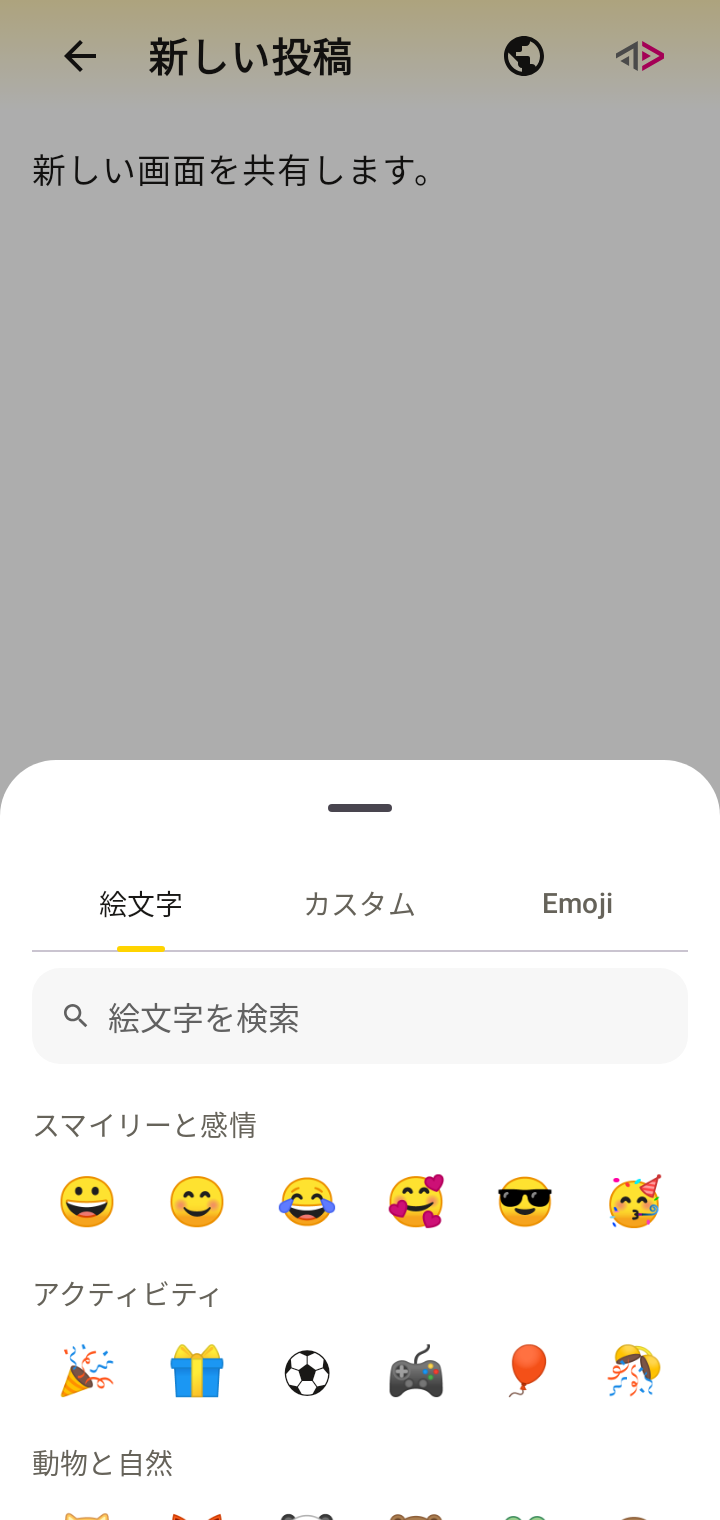 新しい投稿
新しい画面を共有します。
絵文字
カスタム
Emoji
絵文字を検索
スマイリーと感情
アクティビティ
動物と自然